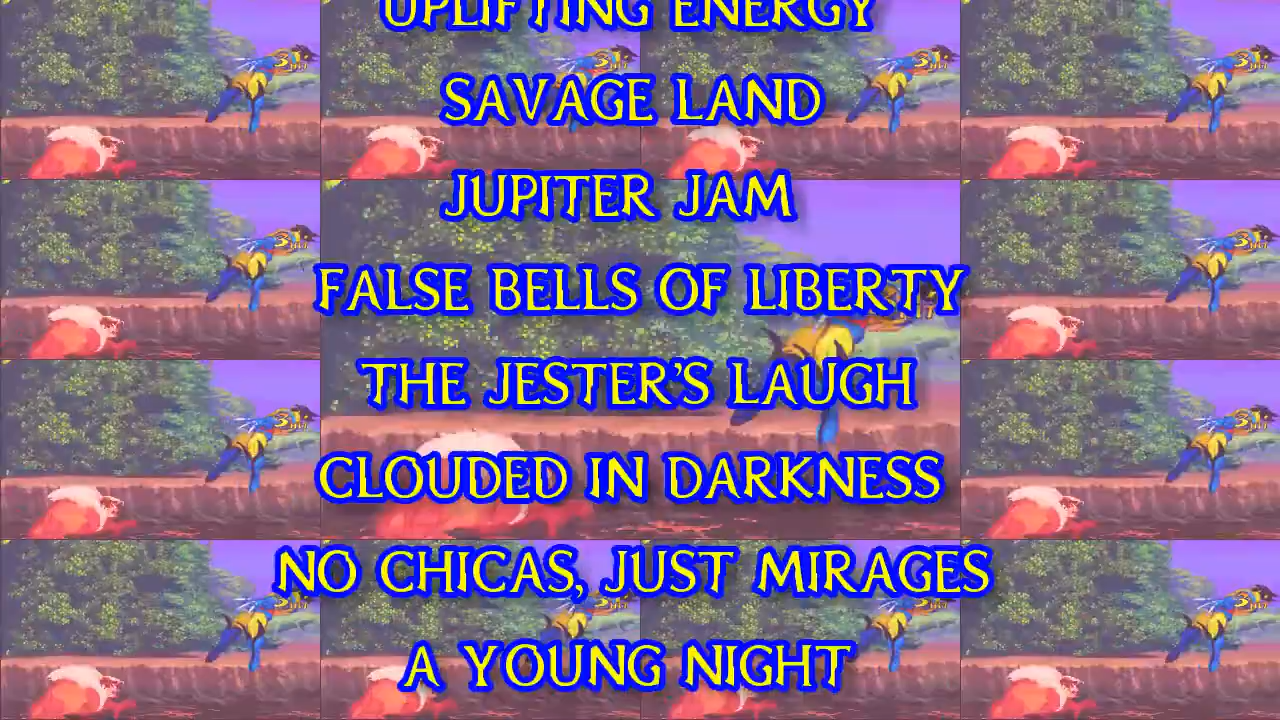 UPLIFTING ENERGY
SAVAGE LAND
JUPITER JAM
FALSE BELLS OF LIBERTY
THE JESTER'S LAUGH
CLOUDED IN DARKNESS
NO CHICAS, JUST MIRAGES
A YOUNG NIGHT